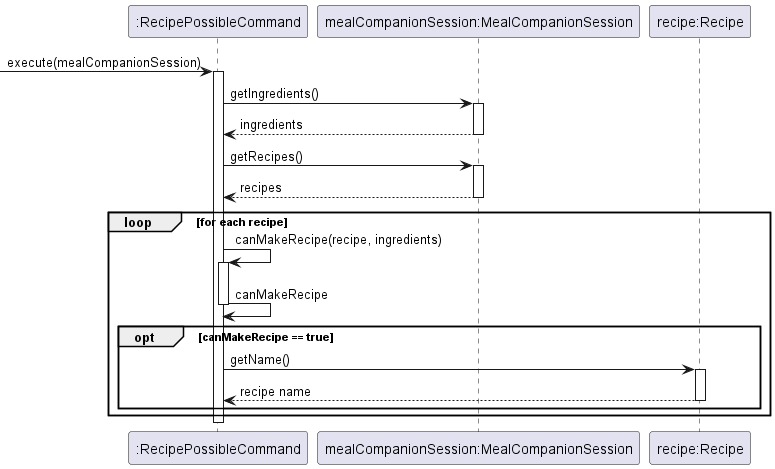 :RecipePossibleCommand
mealCompanionSession:MealCompanionSession
recipe:Recipe
execute(mealCompanionSession)
getIngredients()
ingredients
getRecipes()
recipes
loop
[for each recipe]
canMakeRecipe(recipe, ingredients)
canMakeRecipe
opt
[canMakeRecipe == true]
getName()
recipe name
:RecipePossibleCommand
mealCompanionSession:MealCompanionSession
recipe:Recipe